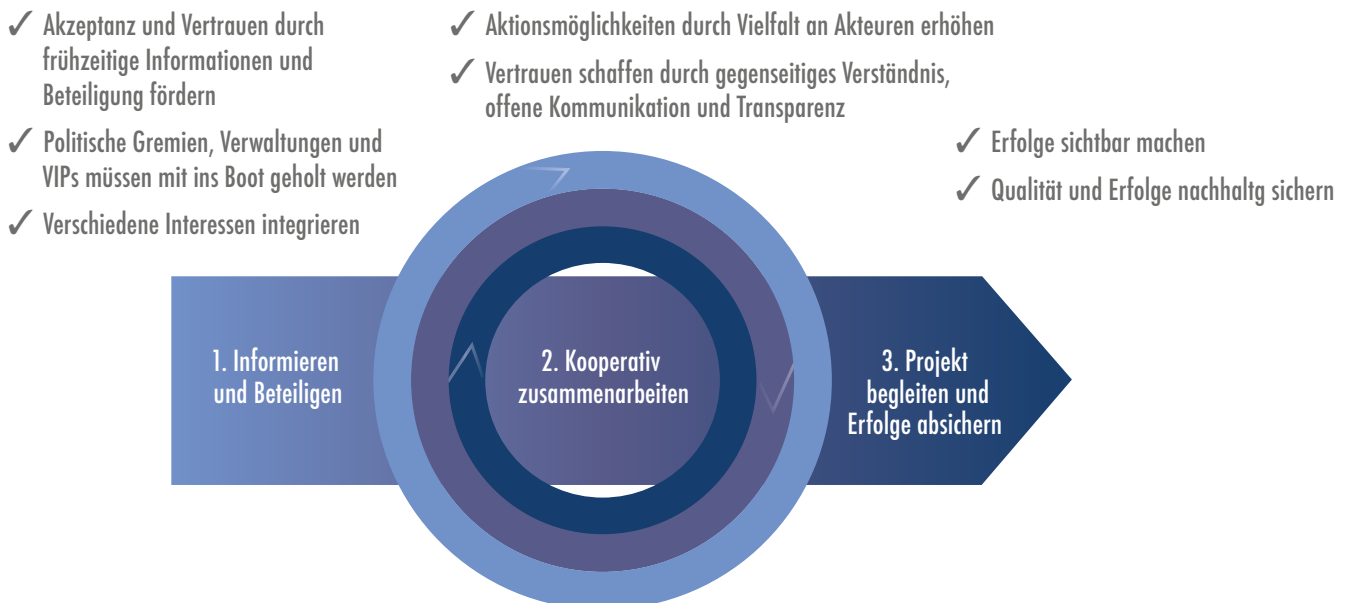 ✓ Akzeptanz und Vertrauen durch
frühzeitige Informationen und
Beteiligung fördern
✓ Politische Gremien, Verwaltungen und
VIPs müssen mit ins Boot geholt werden
✓ Verschiedene Interessen integrieren
✓ Aktionsmöglichkeiten durch Vielfalt an Akteuren erhöhen
✓ Vertrauen schaffen durch gegenseitiges Verständnis,
offene Kommunikation und Transparenz
✓ Erfolge sichtbar machen
✓ Qualität und Erfolge nachhaltg sichern
1. Informieren
und Beteiligen
2. Kooperativ
zusammenarbeiten
3. Projekt
begleiten und
Erfolge absichern